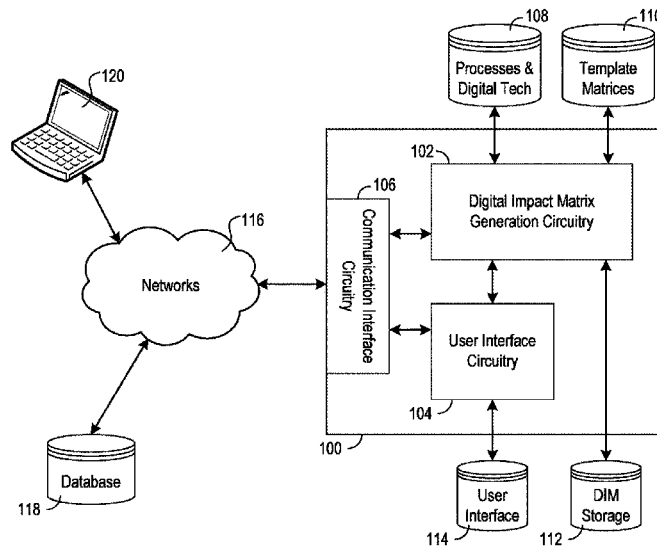 108
110
Processes &
Digital Tech
Template
Matrices
120
102
106
Digital Impact Matrix
Generation Circuitry
116
Communication Interface
Circuitry
Networks
User Interface
Circuitry
104
100
Database
118
User
Interface
114
DIM
Storage
112